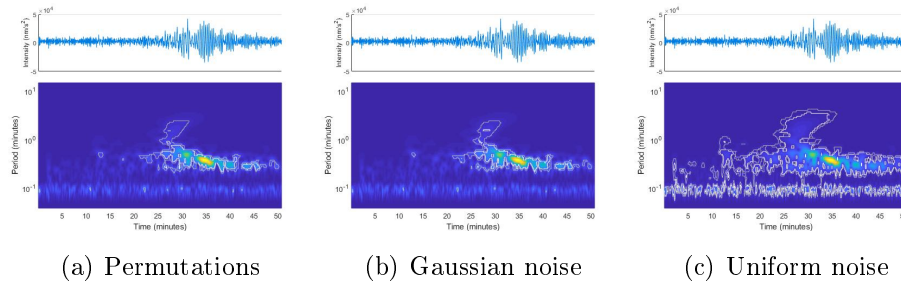 ×10⁴
×10⁴
×10⁴
5
0
-5
Intensity (nm/s²)
5
0
-5
Intensity (nm/s²)
5
0
-5
Intensity (nm/s²)
10¹
10⁰
10⁻¹
Period (minutes)
5 10 15 20 25 30 35 40 45 50
Time (minutes)
10¹
10⁰
10⁻¹
Period (minutes)
5 10 15 20 25 30 35 40 45 50
Time (minutes)
10¹
10⁰
10⁻¹
Period (minutes)
5 10 15 20 25 30 35 40 45 50
Time (minutes)
(a) Permutations
(b) Gaussian noise
(c) Uniform noise